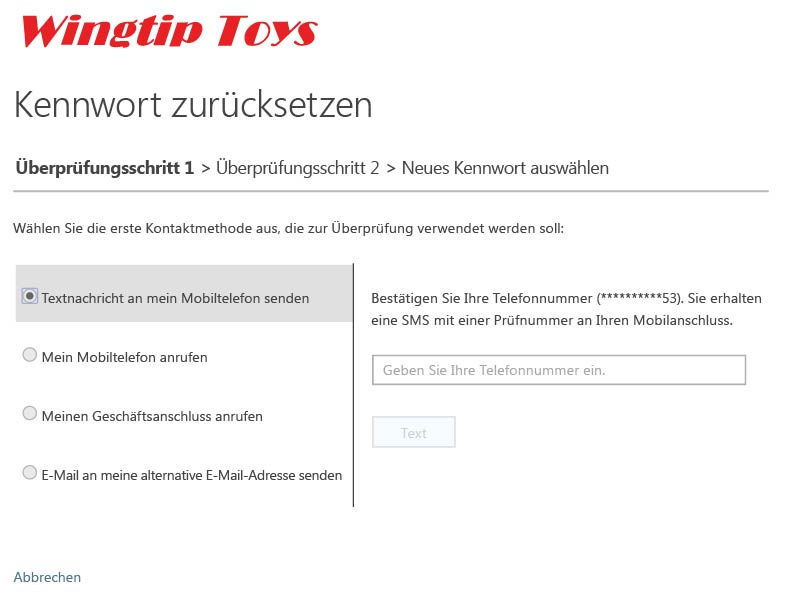 Wingtip Toys
Kennwort zurücksetzen
Überprüfungsschritt 1 > Überprüfungsschritt 2 > Neues Kennwort auswählen
Wählen Sie die erste Kontaktmethode aus, die zur Überprüfung verwendet werden soll:
Textnachricht an mein Mobiltelefon senden
Mein Mobiltelefon anrufen
Meinen Geschäftsanschluss anrufen
E-Mail an meine alternative E-Mail-Adresse senden
Bestätigen Sie Ihre Telefonnummer (**********53). Sie erhalten
eine SMS mit einer Prüfnummer an Ihren Mobilanschluss.
Geben Sie Ihre Telefonnummer ein.
Text
Abbrechen